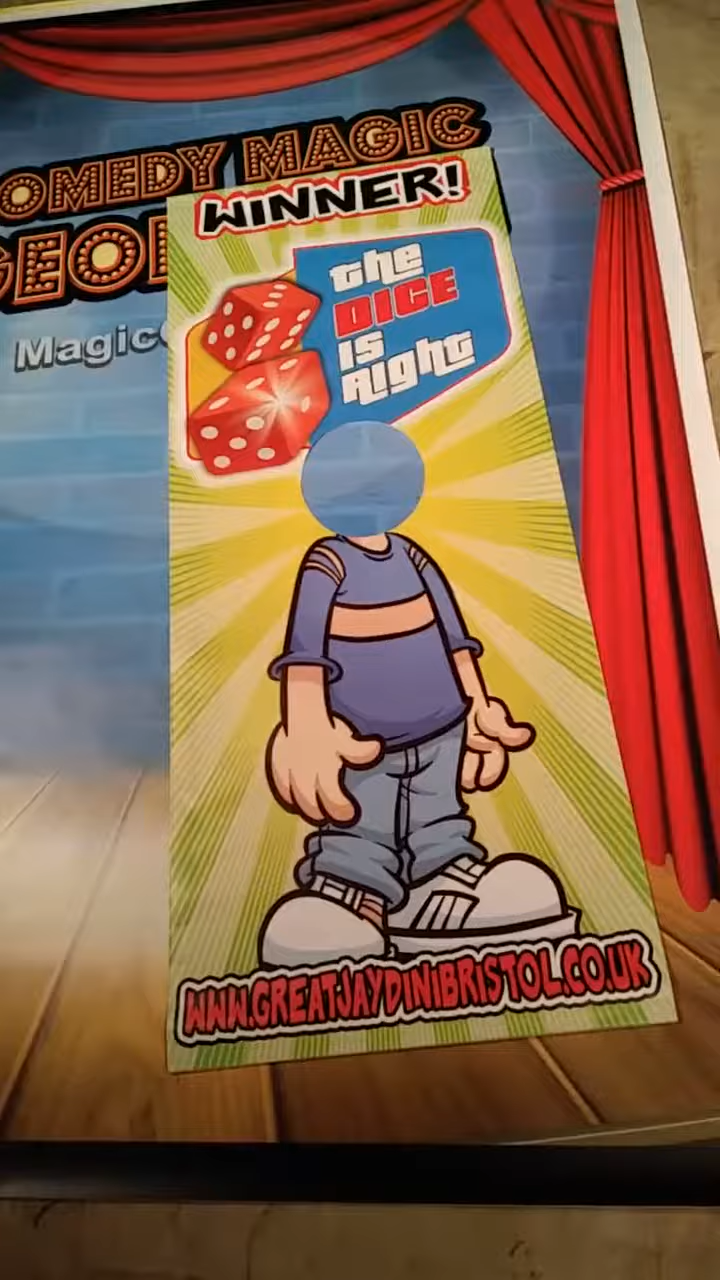 OMEDY MAGIC
WINNER!
GEO
Magic
the
DICE
IS
Right
WWW.GREATJAYDINIBRISTOL.CO.UK